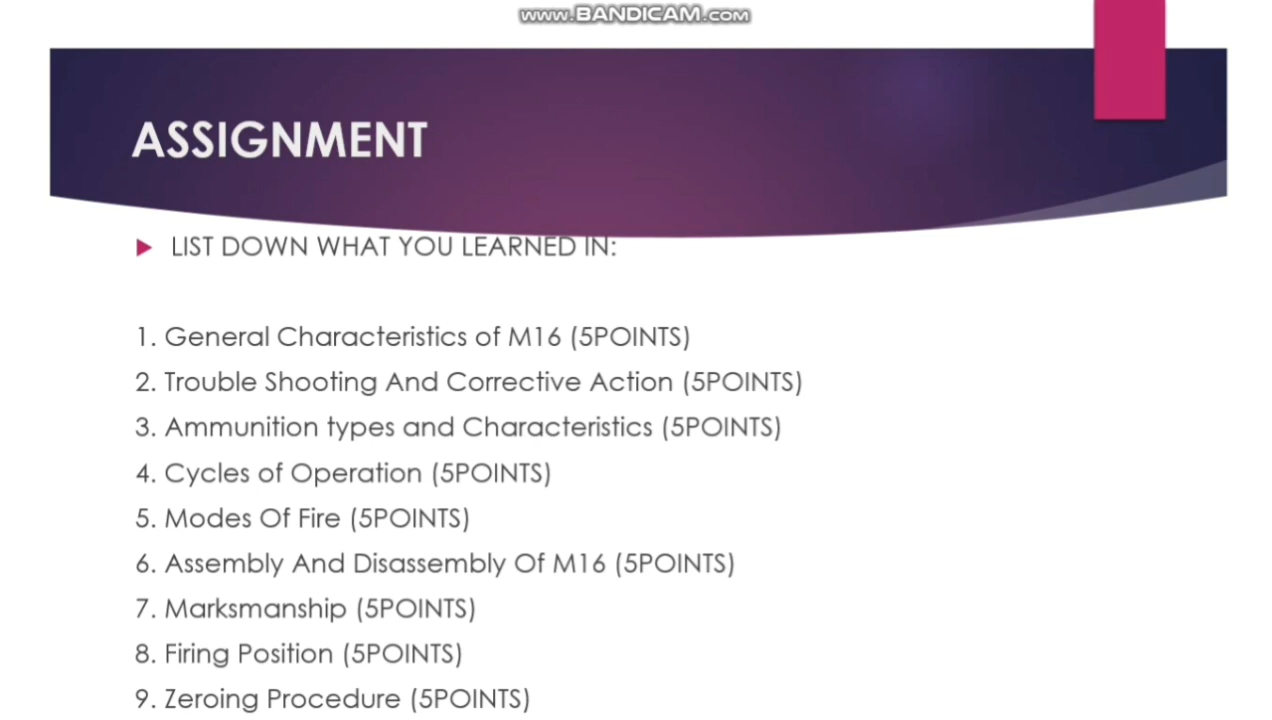 www.BANDICAM.com
ASSIGNMENT
LIST DOWN WHAT YOU LEARNED IN:
1. General Characteristics of M16 (5POINTS)
2. Trouble Shooting And Corrective Action (5POINTS)
3. Ammunition types and Characteristics (5POINTS)
4. Cycles of Operation (5POINTS)
5. Modes Of Fire (5POINTS)
6. Assembly And Disassembly Of M16 (5POINTS)
7. Marksmanship (5POINTS)
8. Firing Position (5POINTS)
9. Zeroing Procedure (5POINTS)